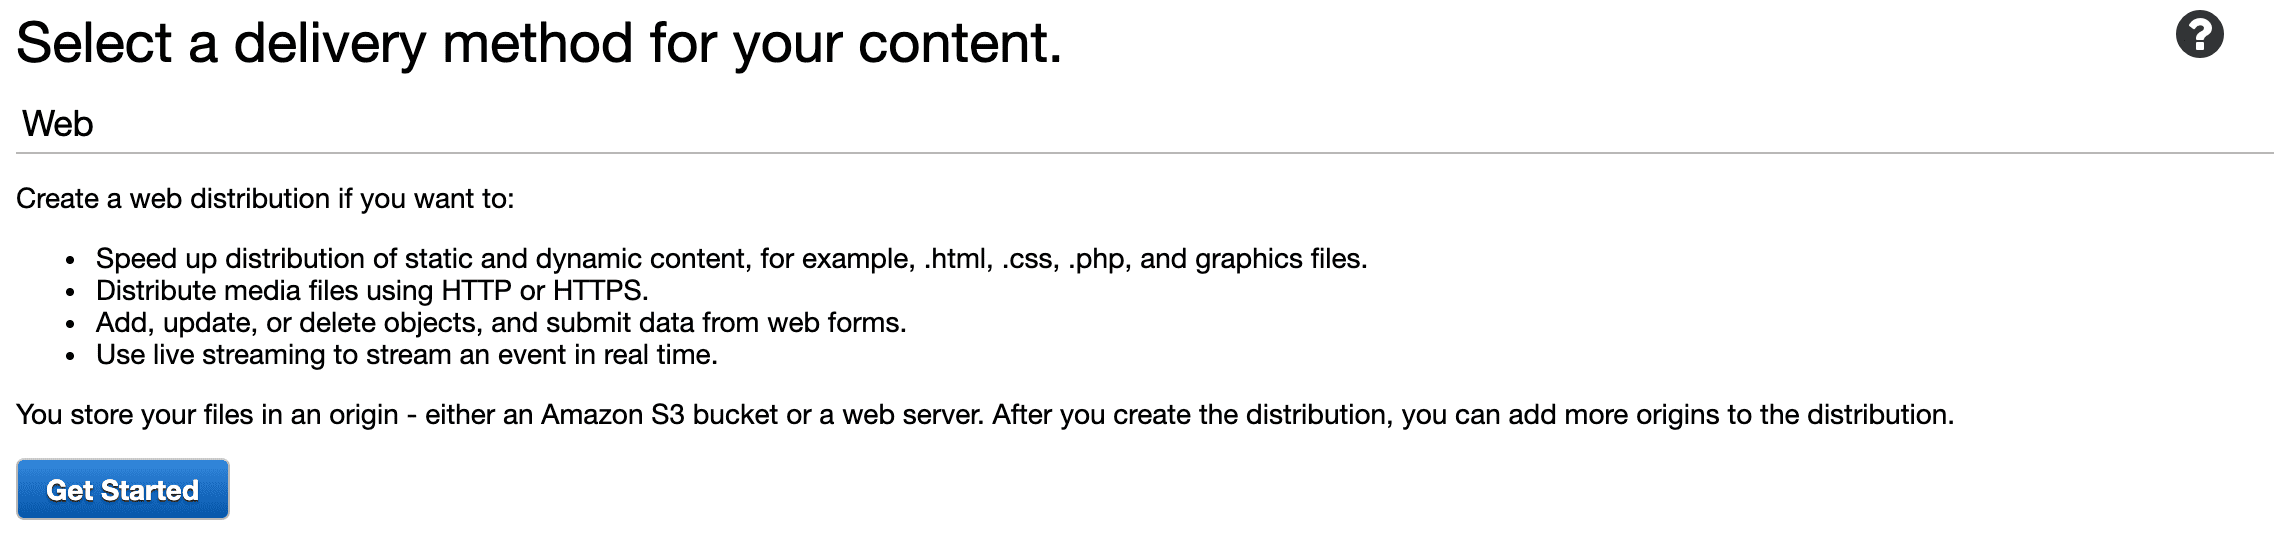 Select a delivery method for your content.
?
Web
Create a web distribution if you want to:
• Speed up distribution of static and dynamic content, for example, .html, .css, .php, and graphics files.
• Distribute media files using HTTP or HTTPS.
• Add, update, or delete objects, and submit data from web forms.
• Use live streaming to stream an event in real time.
You store your files in an origin - either an Amazon S3 bucket or a web server. After you create the distribution, you can add more origins to the distribution.
Get Started